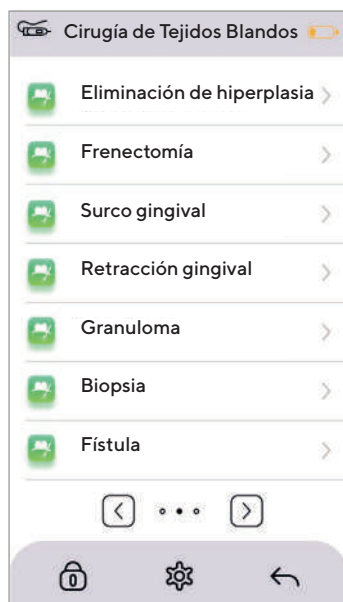 Cirugía de Tejidos Blandos
Eliminación de hiperplasia
Frenectomía
Surco gingival
Retracción gingival
Granuloma
Biopsia
Fístula